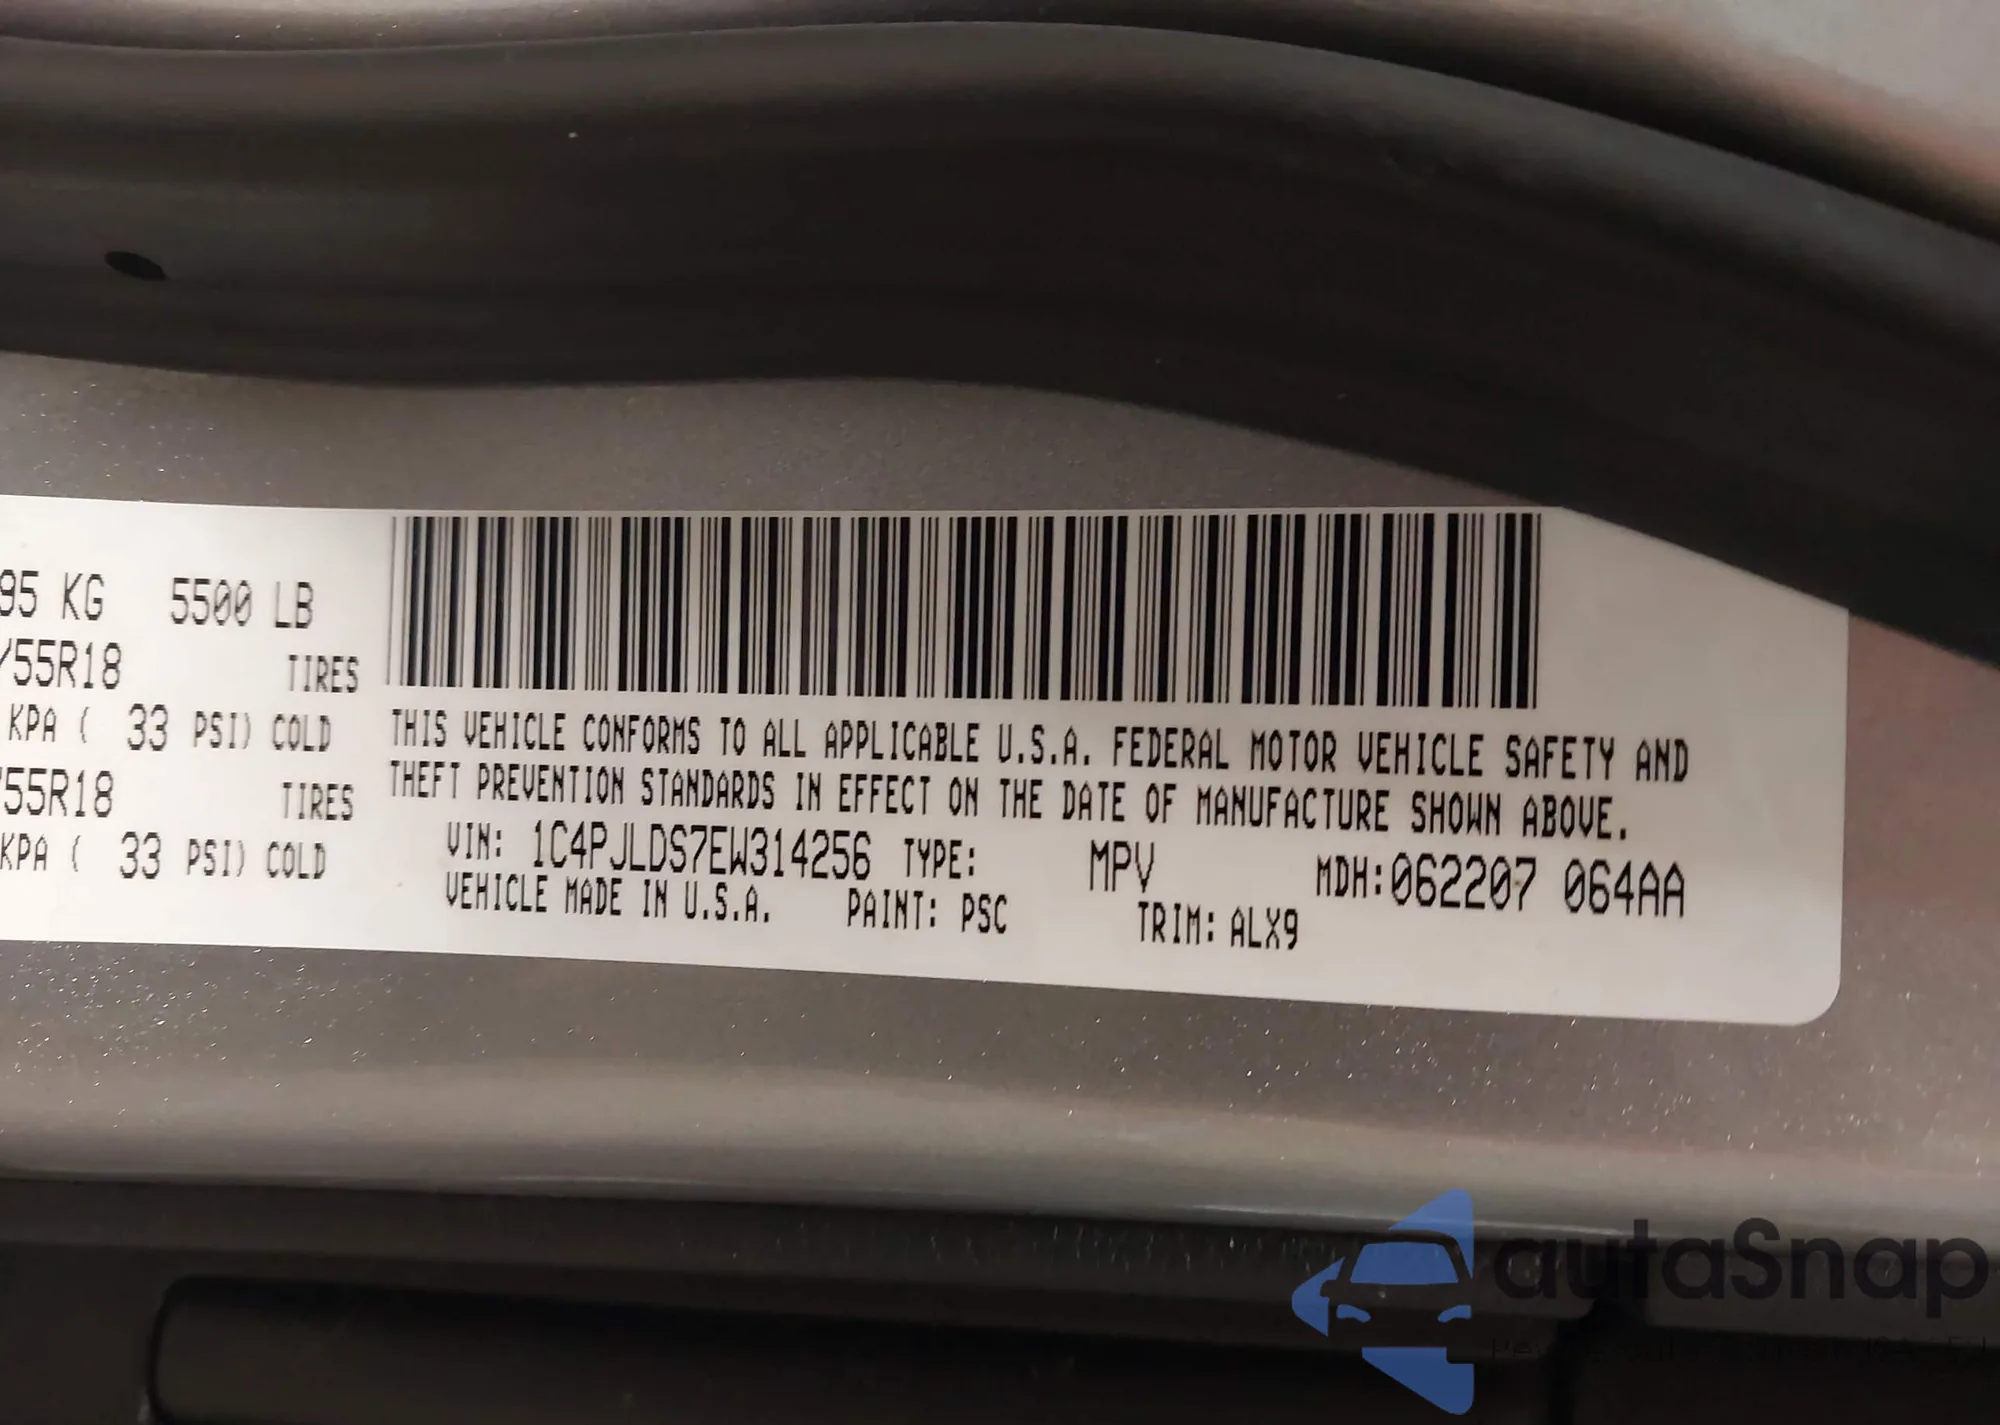 95 KG 5500 LB
/55R18 TIRES
KPA ( 33 PSI) COLD
/55R18 TIRES
KPA ( 33 PSI) COLD
THIS VEHICLE CONFORMS TO ALL APPLICABLE U.S.A. FEDERAL MOTOR VEHICLE SAFETY AND
THEFT PREVENTION STANDARDS IN EFFECT ON THE DATE OF MANUFACTURE SHOWN ABOVE.
VIN: 1C4PJLDS7EW314256 TYPE: MPV MDH:062207 064AA
VEHICLE MADE IN U.S.A. PAINT: PSC TRIM: ALX9
autaSnap